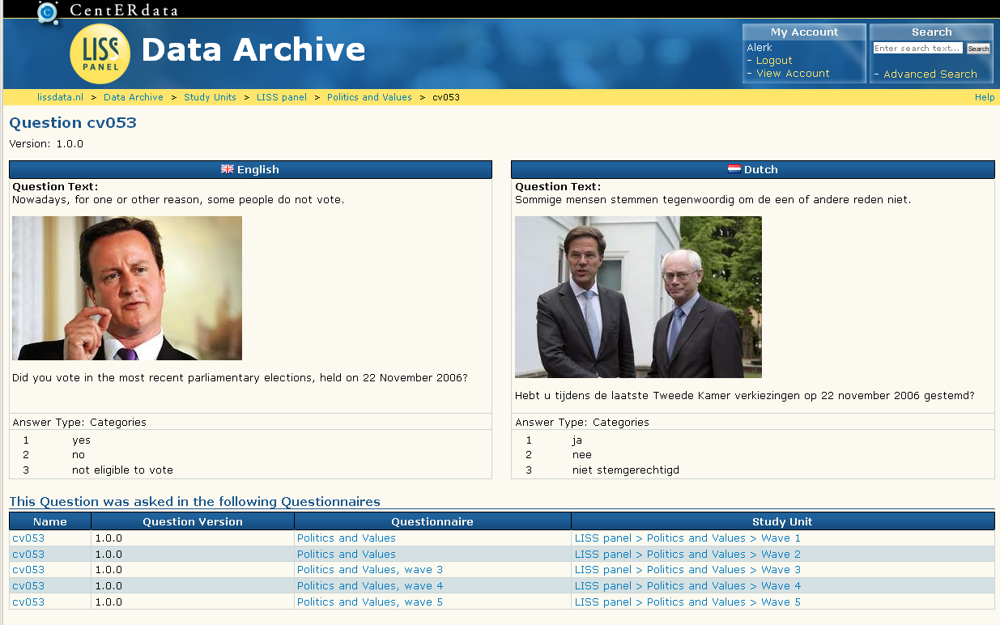 CentERdata
LISS
PANEL
Data Archive
My Account
Alerk
- Logout
- View Account
Search
Enter search text... Search
- Advanced Search
lissdata.nl > Data Archive > Study Units > LISS panel > Politics and Values > cv053
Help
Question cv053
Version: 1.0.0
English
Question Text:
Nowadays, for one or other reason, some people do not vote.
Did you vote in the most recent parliamentary elections, held on 22 November 2006?
Answer Type: Categories
1 yes
2 no
3 not eligible to vote
Dutch
Question Text:
Sommige mensen stemmen tegenwoordig om de een of andere reden niet.
Hebt u tijdens de laatste Tweede Kamer verkiezingen op 22 november 2006 gestemd?
Answer Type: Categories
1 ja
2 nee
3 niet stemgerechtigd
This Question was asked in the following Questionnaires
Name Question Version Questionnaire Study Unit
cv053 1.0.0 Politics and Values LISS panel > Politics and Values > Wave 1
cv053 1.0.0 Politics and Values LISS panel > Politics and Values > Wave 2
cv053 1.0.0 Politics and Values, wave 3 LISS panel > Politics and Values > Wave 3
cv053 1.0.0 Politics and Values, wave 4 LISS panel > Politics and Values > Wave 4
cv053 1.0.0 Politics and Values, wave 5 LISS panel > Politics and Values > Wave 5